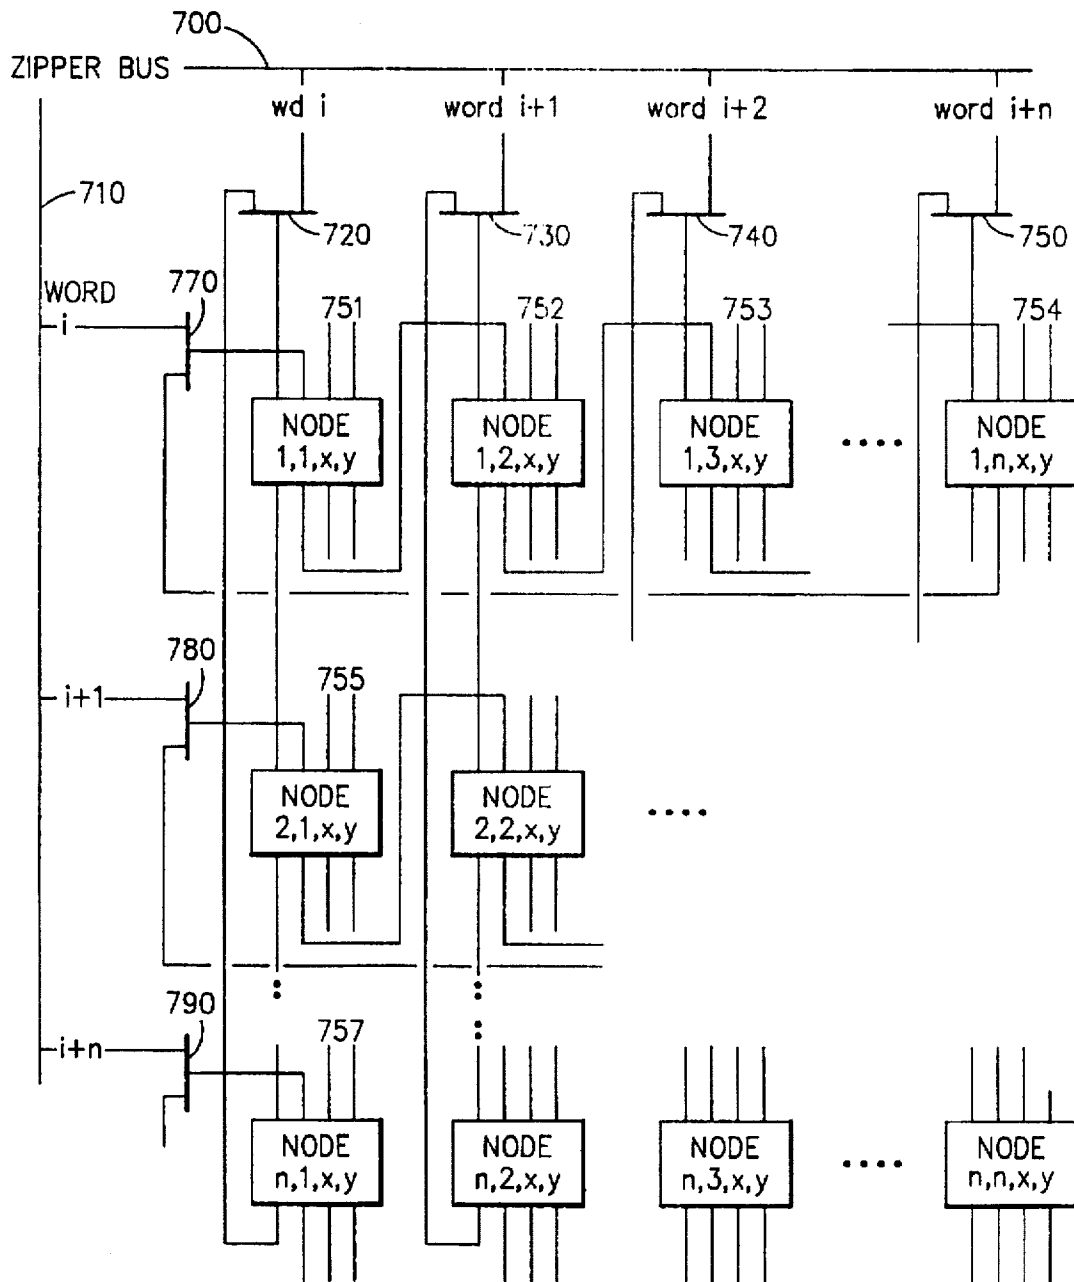 700
ZIPPER BUS
wd i word i+1 word i+2 word i+n
710
720 730 740 750
WORD 770
i
751 752 753 754
NODE NODE NODE NODE
1,1,x,y 1,2,x,y 1,3,x,y 1,n,x,y
780
i+1
755
NODE NODE
2,1,x,y 2,2,x,y
790
i+n
757
NODE NODE NODE NODE
n,1,x,y n,2,x,y n,3,x,y n,n,x,y